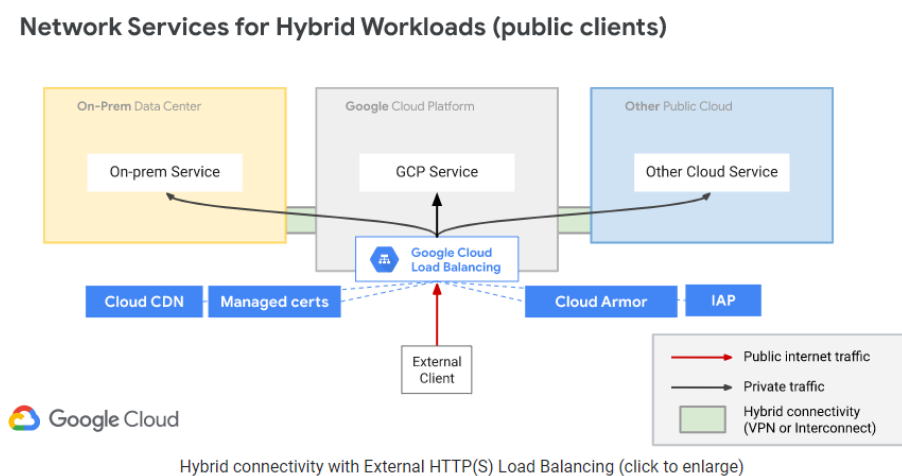 Network Services for Hybrid Workloads (public clients)
On-Prem Data Center
Google Cloud Platform
Other Public Cloud
On-prem Service
GCP Service
Other Cloud Service
Google Cloud
Load Balancing
Cloud CDN
Managed certs
Cloud Armor
IAP
External
Client
Public internet traffic
Private traffic
Hybrid connectivity
(VPN or Interconnect)
Google Cloud
Hybrid connectivity with External HTTP(S) Load Balancing (click to enlarge)